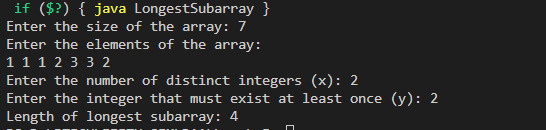 if ($?) { java LongestSubarray }
Enter the size of the array: 7
Enter the elements of the array:
1 1 1 2 3 3 2
Enter the number of distinct integers (x): 2
Enter the integer that must exist at least once (y): 2
Length of longest subarray: 4